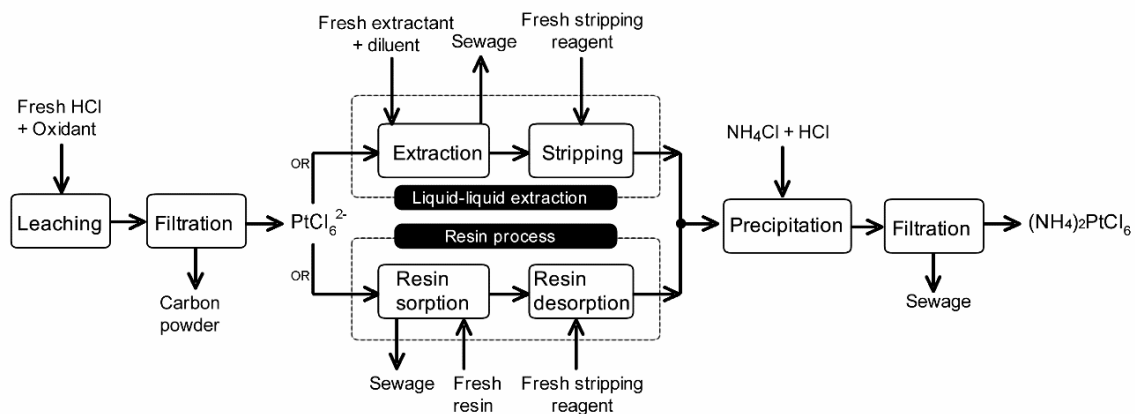 Fresh extractant
+ diluent
Sewage
Fresh stripping
reagent
Fresh HCl
+ Oxidant
NH₄Cl + HCl
OR
Extraction
Stripping
Liquid-liquid extraction
Leaching
Filtration
PtCl₆²⁻
Precipitation
Filtration
(NH4)₂PtCl₆
Resin process
OR
Resin
sorption
Resin
desorption
Carbon
powder
Sewage
Sewage
Fresh
resin
Fresh stripping
reagent